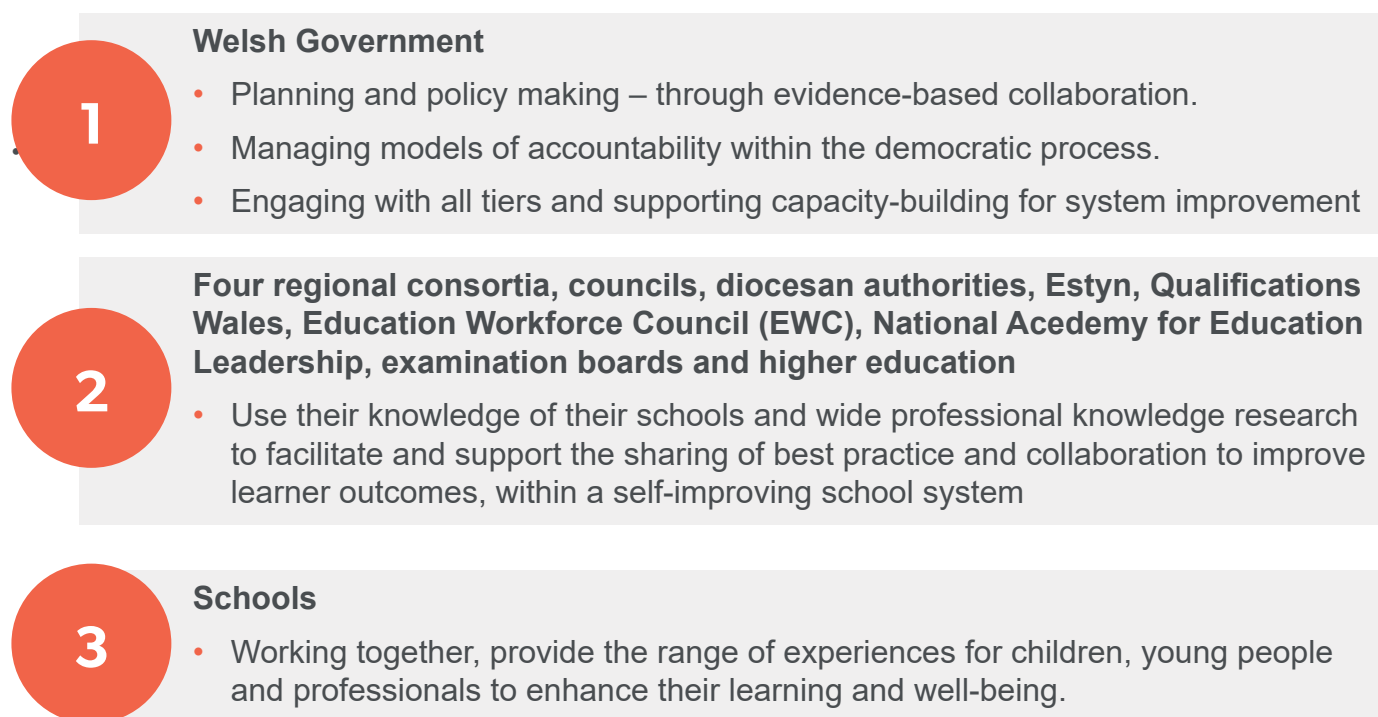 1
Welsh Government
• Planning and policy making – through evidence-based collaboration.
• Managing models of accountability within the democratic process.
• Engaging with all tiers and supporting capacity-building for system improvement
2
Four regional consortia, councils, diocesan authorities, Estyn, Qualifications
Wales, Education Workforce Council (EWC), National Acedemy for Education
Leadership, examination boards and higher education
• Use their knowledge of their schools and wide professional knowledge research
to facilitate and support the sharing of best practice and collaboration to improve
learner outcomes, within a self-improving school system
3
Schools
• Working together, provide the range of experiences for children, young people
and professionals to enhance their learning and well-being.